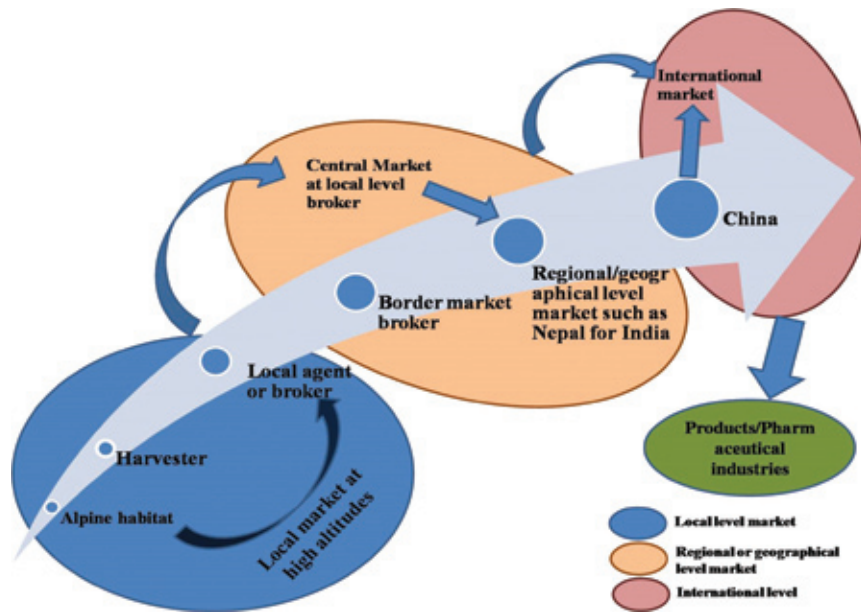 International
market
Central Market
at local level
broker
China
Regional/geogr
aphical level
market such as
Nepal for India
Border market
broker
Local agent
or broker
Harvester
Alpine habitat
Local market at
high altitudes
Products/Pharm
aceutical
industries
Local level market
Regional or geographical
level market
International level